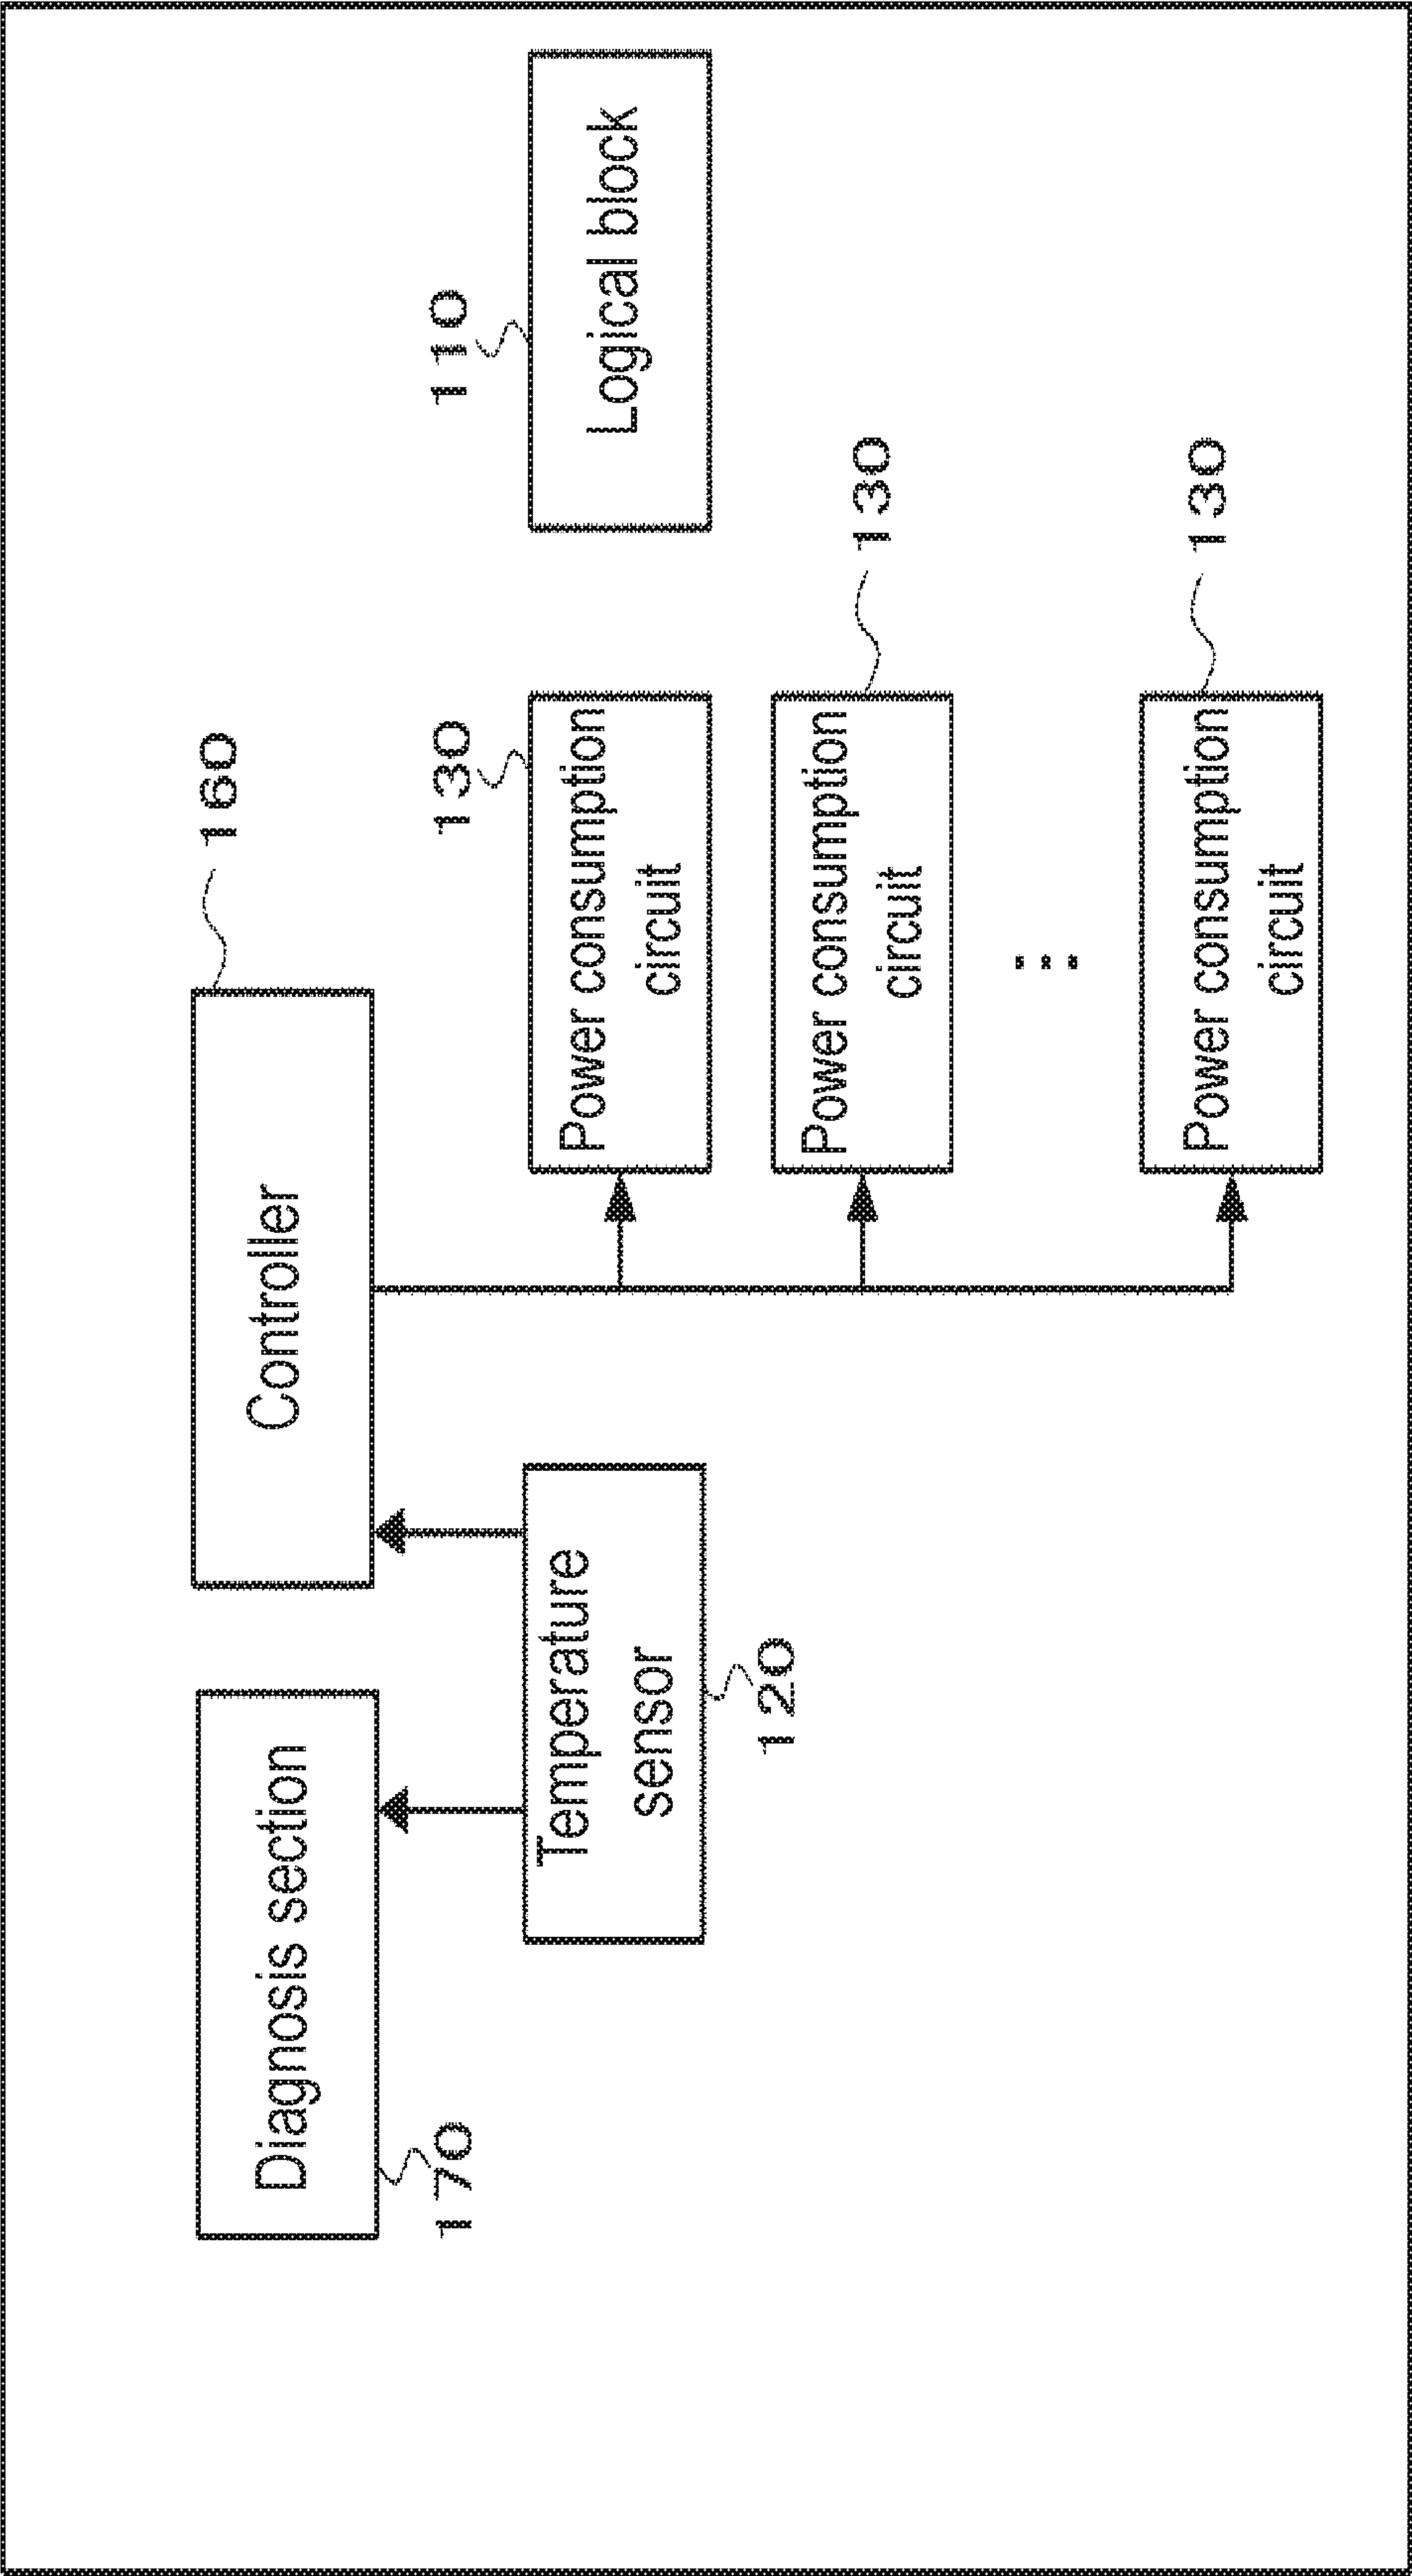 160
Diagnosis section
Controller
170
130
110
Temperature
sensor
Power consumption
circuit
Logical block
120
Power consumption
circuit
130
Power consumption
circuit
130